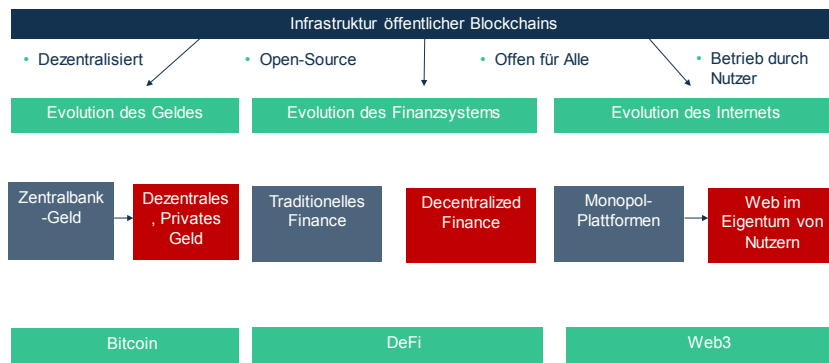 Infrastruktur öffentlicher Blockchains
• Dezentralisiert
• Open-Source
• Offen für Alle
• Betrieb durch
Nutzer
Evolution des Geldes
Evolution des Finanzsystems
Evolution des Internets
Zentralbank
-Geld
Dezentrales
, Privates
Geld
Traditionelles
Finance
Decentralized
Finance
Monopol-
Plattformen
Web im
Eigentum von
Nutzern
Bitcoin
DeFi
Web3